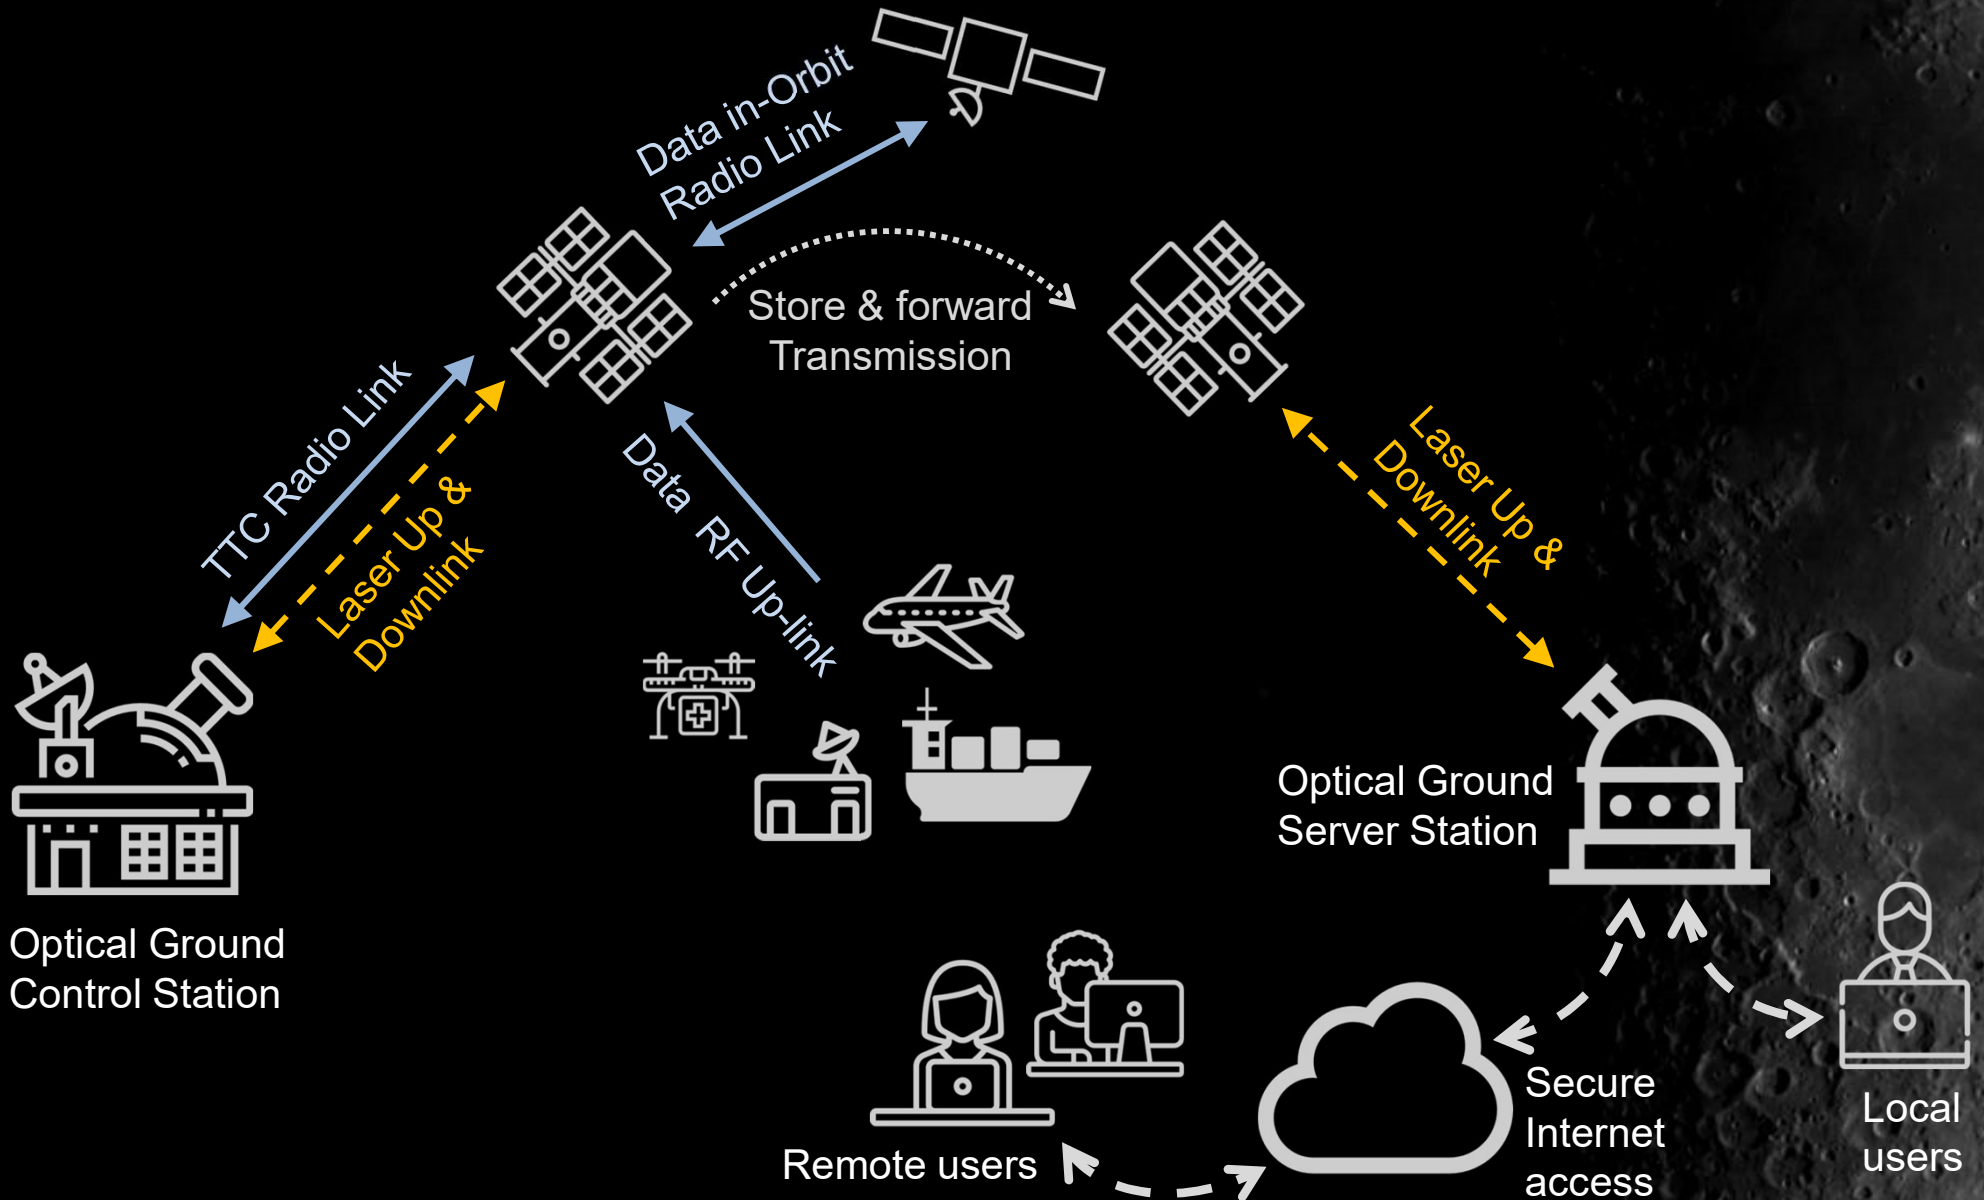 Data in-Orbit
Radio Link
Store & forward
Transmission
TTC Radio Link
Laser Up &
Downlink
Data RF Up-link
Laser Up &
Downlink
Optical Ground
Server Station
Optical Ground
Control Station
Remote users
Secure
Internet
access
Local
users